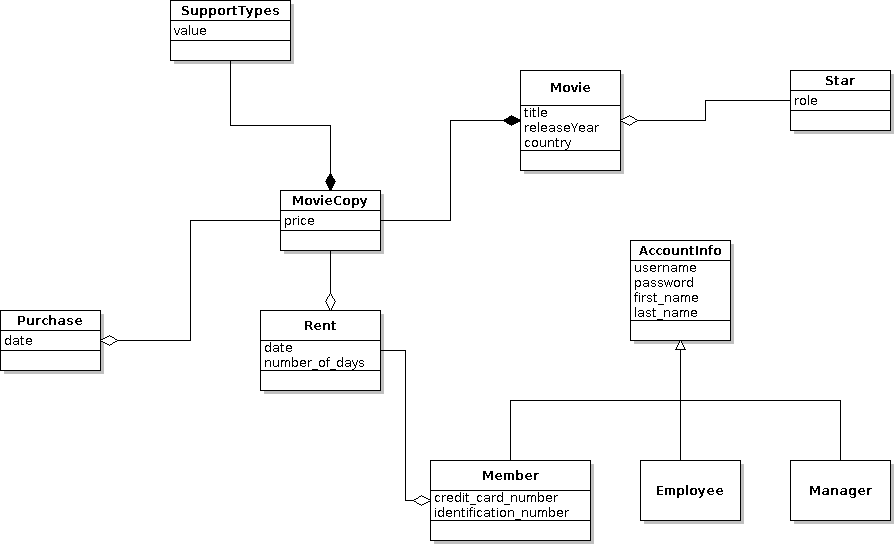 SupportTypes
value
Movie
title
releaseYear
country
Star
role
MovieCopy
price
AccountInfo
username
password
first_name
last_name
Purchase
date
Rent
date
number_of_days
Member
credit_card_number
identification_number
Employee
Manager